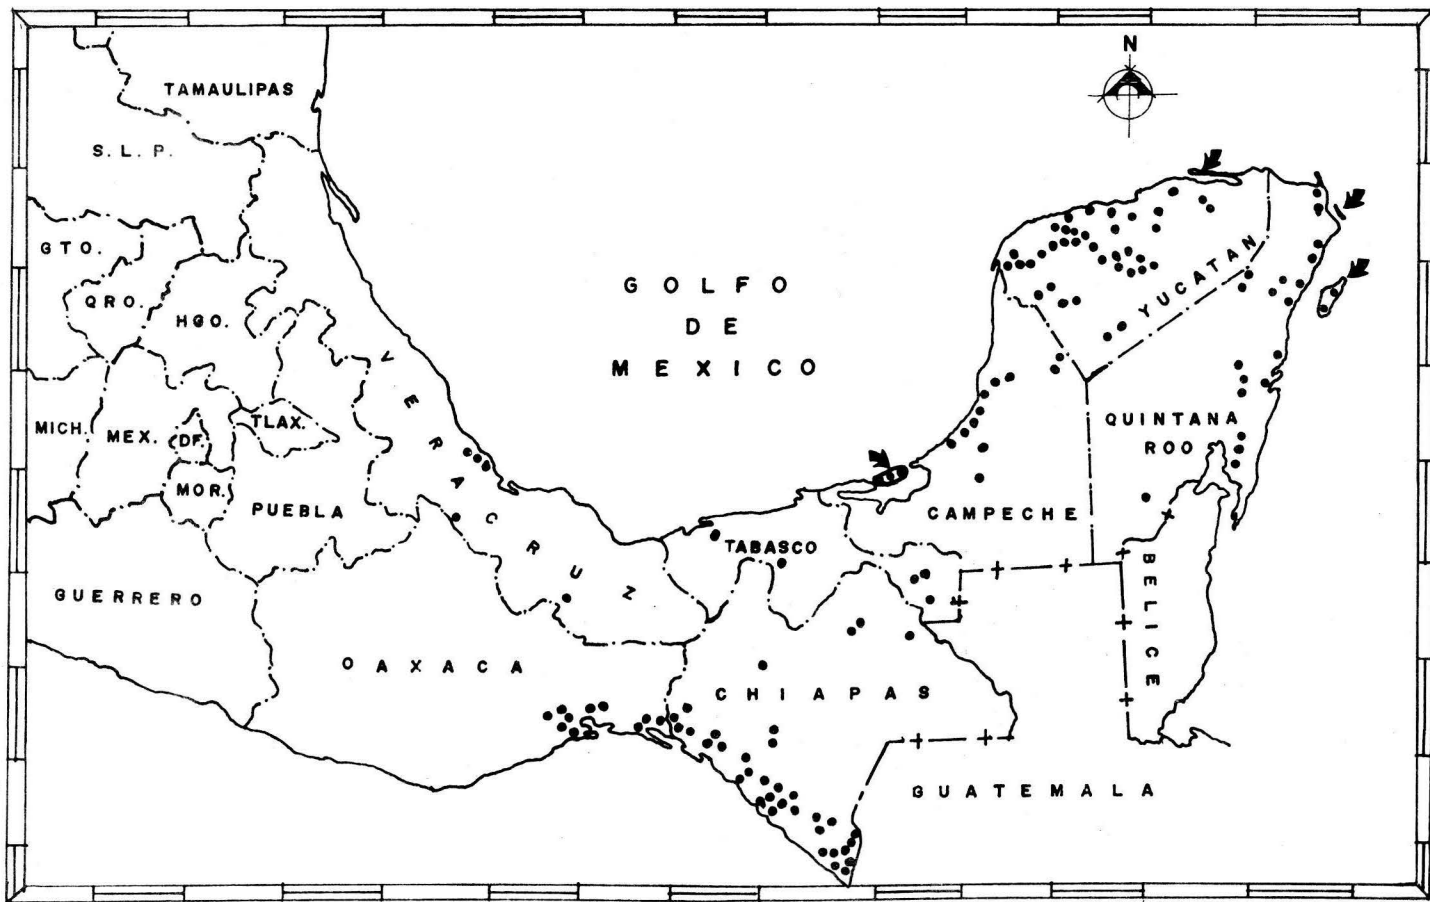 N
TAMAULIPAS
S. L. P.
GTO.
QRO.
HGO.
GOLFO
DE
MEXICO
YUCATAN
VERACRUZ
MICH.
MEX.
DF.
TLAX.
MOR.
PUEBLA
QUINTANA
ROO
CAMPECHE
TABASCO
BELICE
GUERRERO
OAXACA
CHIAPAS
GUATEMALA